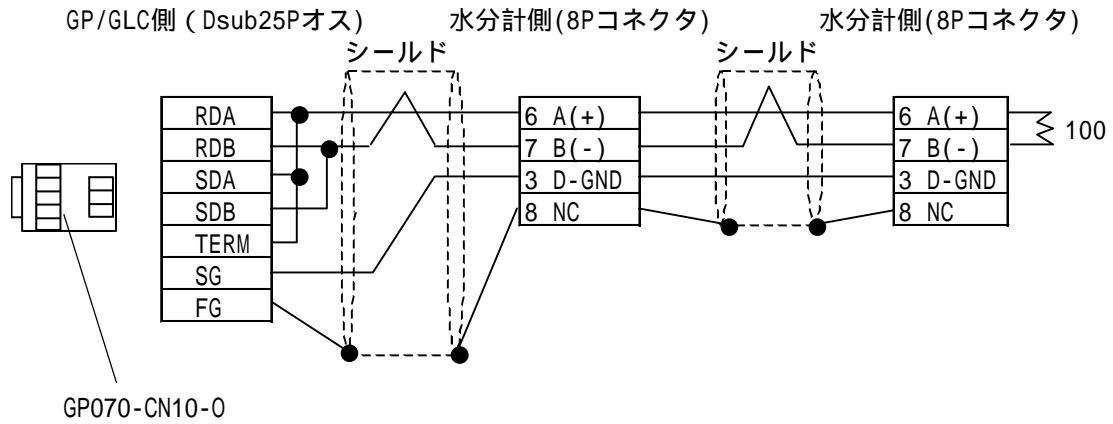 GP/GLC側（Dsub25Pオス)
水分計側(8Pコネクタ)
水分計側(8Pコネクタ)
シールド
シールド
RDA
RDB
SDA
SDB
TERM
SG
FG
6 A(+)
7 B(-)
3 D-GND
8 NC
6 A(+)
7 B(-)
3 D-GND
8 NC
100
GP070-CN10-O